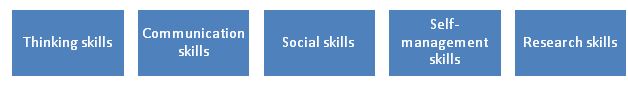 Thinking skills
Communication
skills
Social skills
Self-
management
skills
Research skills